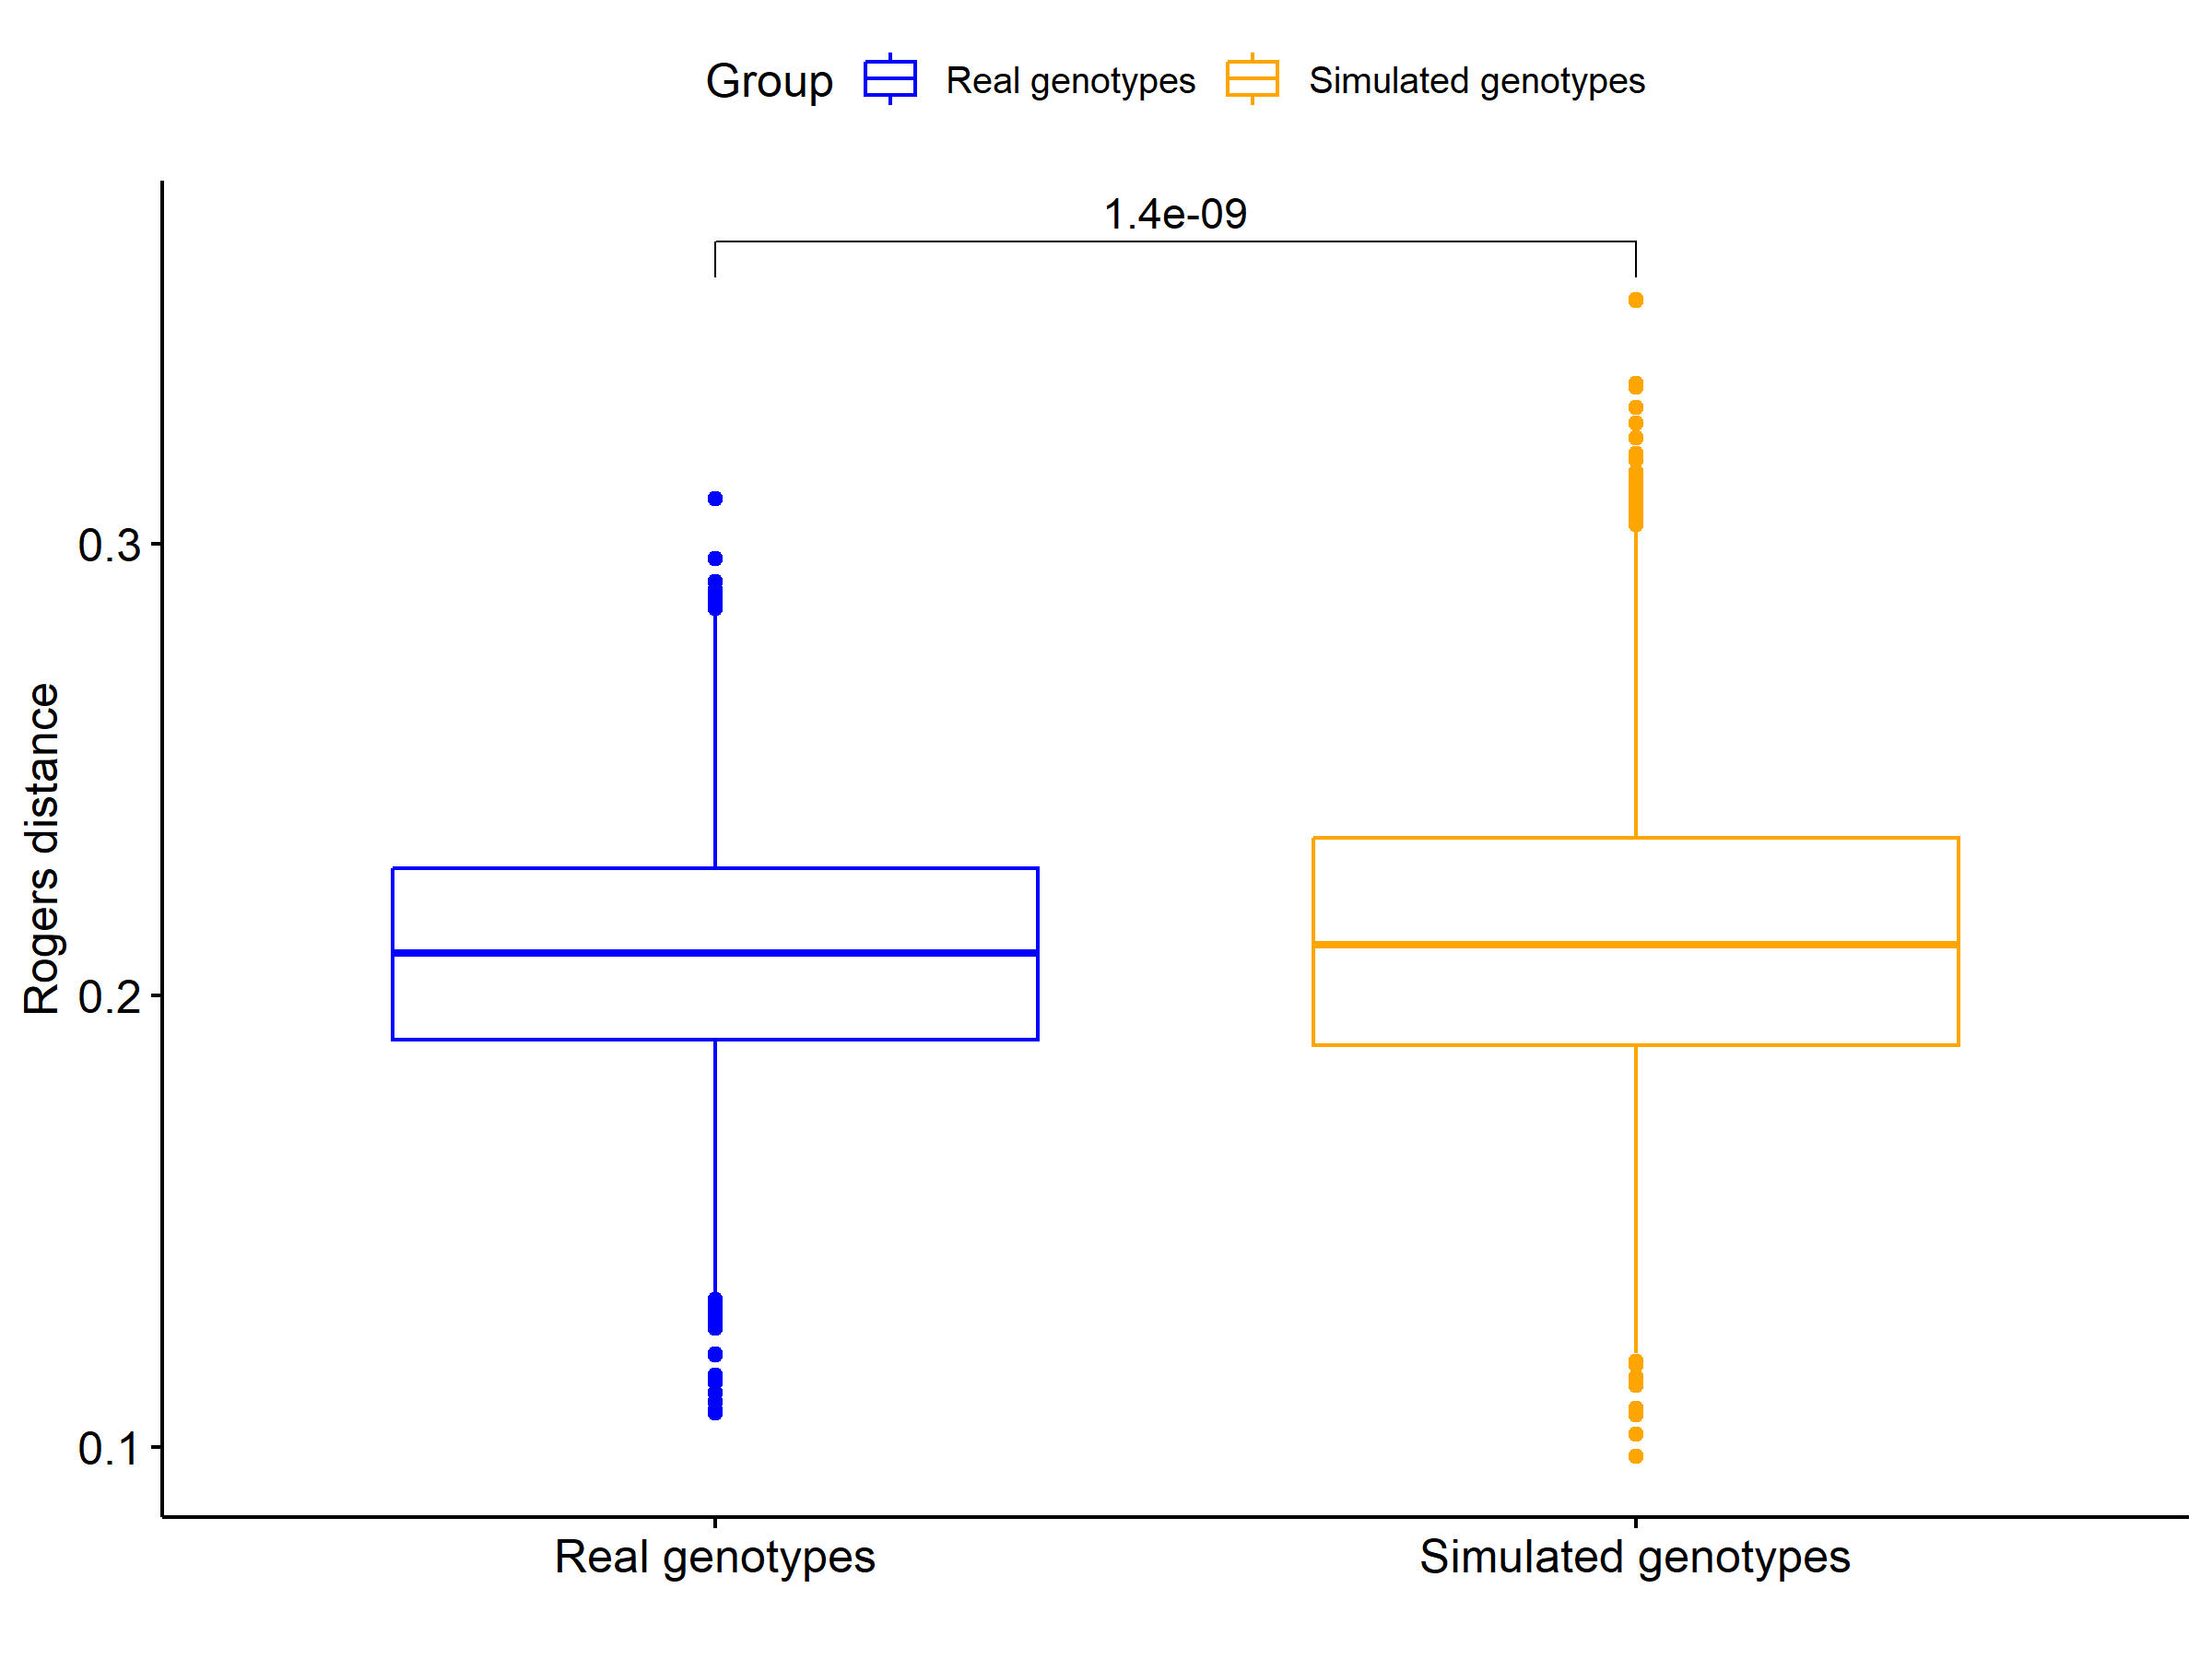 Group Real genotypes Simulated genotypes
1.4e-09
0.3
0.2
0.1
Rogers distance
Real genotypes Simulated genotypes